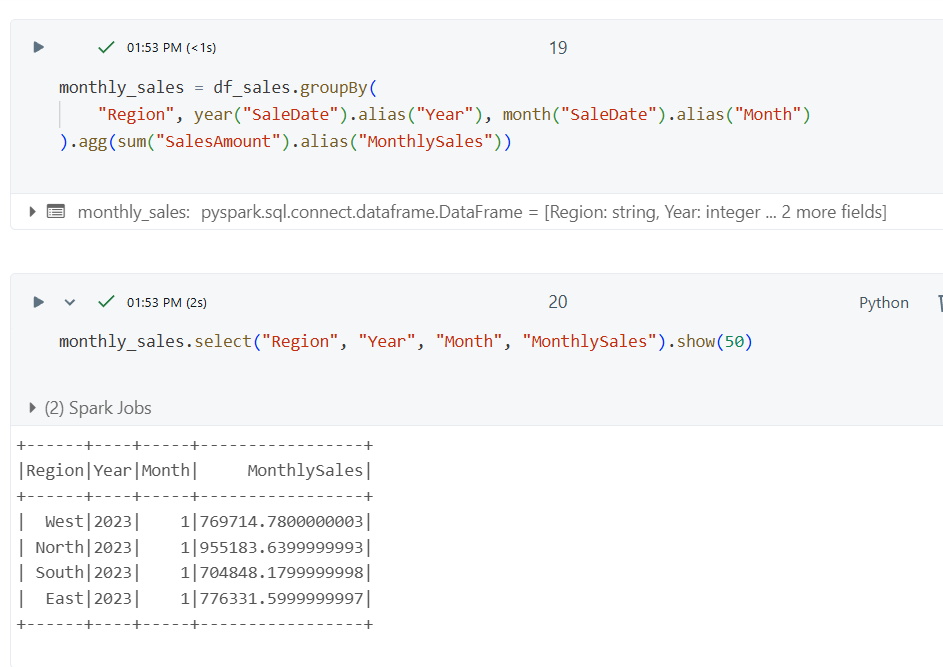 01:53 PM (<1s)
19
monthly_sales = df_sales.groupBy(
"Region", year("SaleDate").alias("Year"), month("SaleDate").alias("Month")
).agg(sum("SalesAmount").alias("MonthlySales"))
monthly_sales: pyspark.sql.connect.dataframe.DataFrame = [Region: string, Year: integer ... 2 more fields]
01:53 PM (2s)
20
Python
monthly_sales.select("Region", "Year", "Month", "MonthlySales").show(50)
(2) Spark Jobs
+------+----+-----+-----------------+
|Region|Year|Month|     MonthlySales|
+------+----+-----+-----------------+
|  West|2023|    1|769714.7800000003|
| North|2023|    1|955183.6399999993|
| South|2023|    1|704848.1799999998|
|  East|2023|    1|776331.5999999997|
+------+----+-----+-----------------+